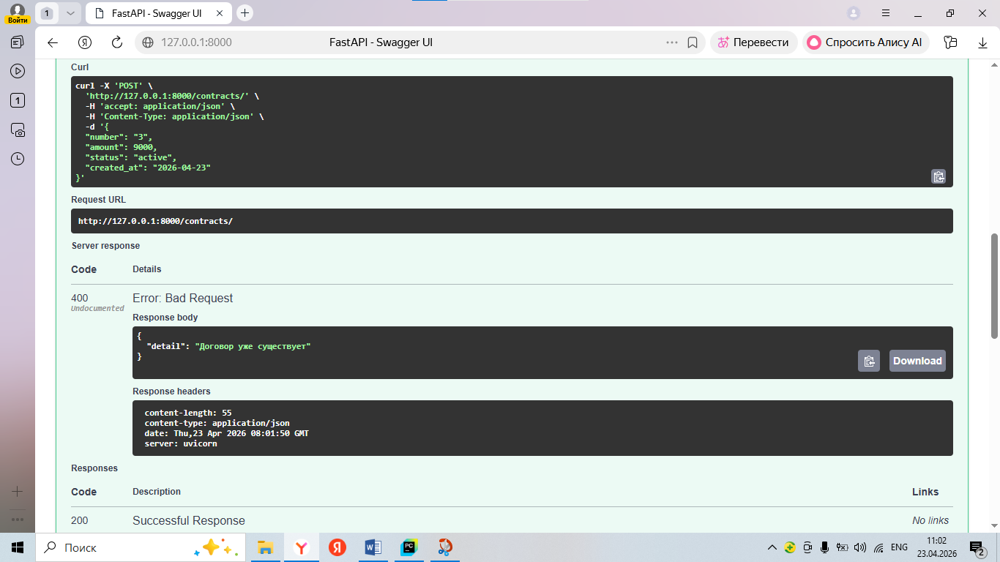 Войти
1
FastAPI - Swagger UI
127.0.0.1:8000
FastAPI - Swagger UI
Перевести
Спросить Алису AI
1
Curl
curl -X 'POST' \
'http://127.0.0.1:8000/contracts/' \
-H 'accept: application/json' \
-H 'Content-Type: application/json' \
-d '{
"number": "3",
"amount": 9000,
"status": "active",
"created_at": "2026-04-23"
}'
Request URL
http://127.0.0.1:8000/contracts/
Server response
Code Details
400 Error: Bad Request
Undocumented
Response body
{
"detail": "Договор уже существует"
}
Download
Response headers
content-length: 55
content-type: application/json
date: Thu,23 Apr 2026 08:01:50 GMT
server: uvicorn
Responses
Code Description Links
200 Successful Response No links
Поиск
Я
W
PC
ENG
11:02
23.04.2026
2